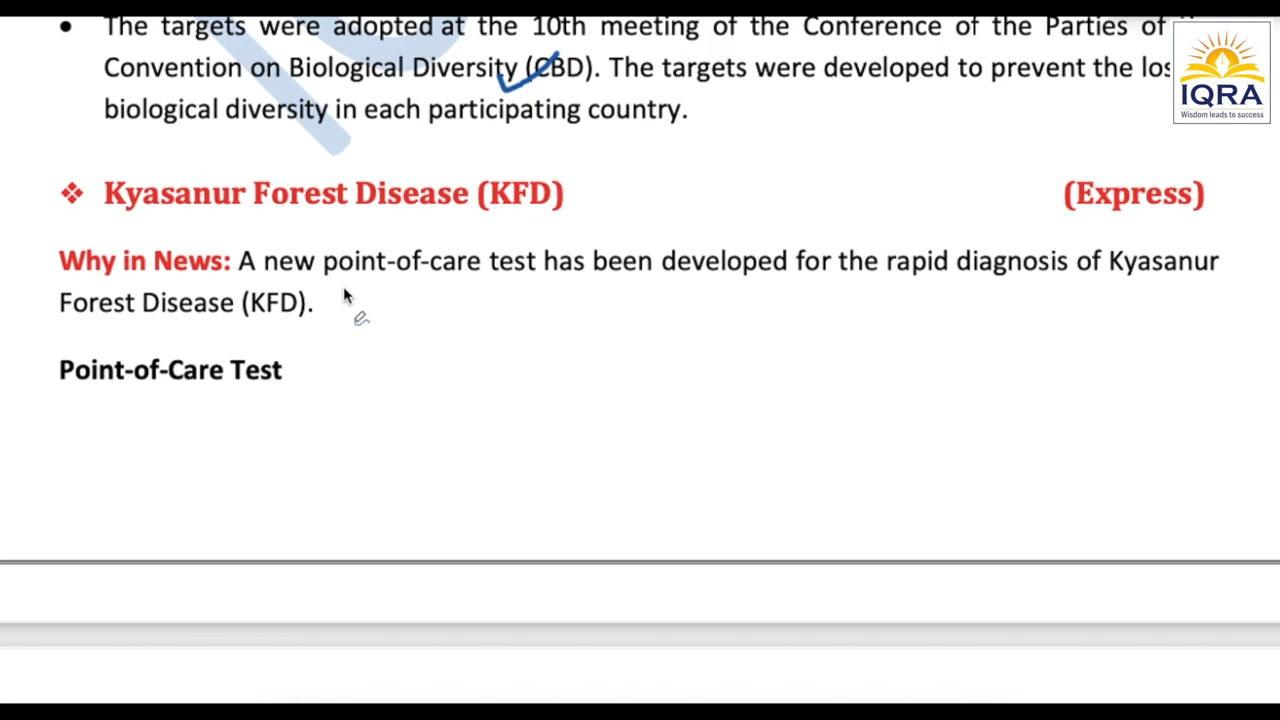 • The targets were adopted at the 10th meeting of the Conference of the Parties of
Convention on Biological Diversity (CBD). The targets were developed to prevent the
biological diversity in each participating country.
IQRA
Wisdom leads to success
❖ Kyasanur Forest Disease (KFD) (Express)
Why in News: A new point-of-care test has been developed for the rapid diagnosis of Kyasanur
Forest Disease (KFD).
Point-of-Care Test